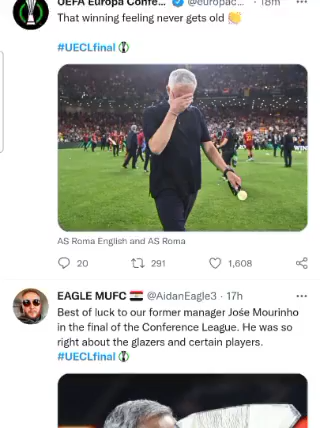 UEFA Europa Confe... @europac... · 18m ···
That winning feeling never gets old 👏
#UECLfinal
AS Roma English and AS Roma
20 291 1,608
EAGLE MUFC 🇪🇬 @AidanEagle3 · 17h ···
Best of luck to our former manager Jośe Mourinho
in the final of the Conference League. He was so
right about the glazers and certain players.
#UECLfinal